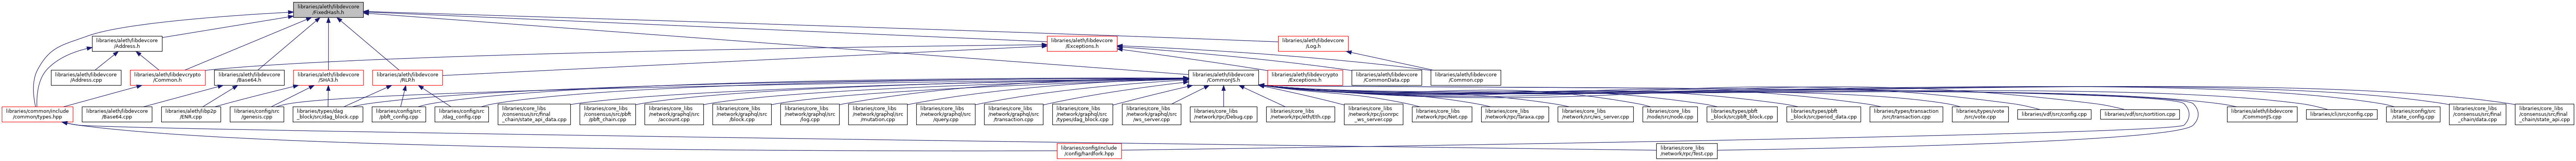 libraries/aleth/libdevcore
/FixedHash.h
libraries/aleth/libdevcore
/Address.h
libraries/aleth/libdevcore
/Exceptions.h
libraries/aleth/libdevcore
/Log.h
libraries/aleth/libdevcore
/Address.cpp
libraries/aleth/libdevcrypto
/Common.h
libraries/aleth/libdevcore
/Base64.h
libraries/aleth/libdevcore
/SHA3.h
libraries/aleth/libdevcore
/RLP.h
libraries/aleth/libdevcore
/CommonJS.h
libraries/aleth/libdevcrypto
/Exceptions.h
libraries/aleth/libdevcore
/CommonData.cpp
libraries/aleth/libdevcore
/Common.cpp
libraries/common/include
/common/types.hpp
libraries/aleth/libdevcore
/Base64.cpp
libraries/aleth/libp2p
/ENR.cpp
libraries/config/src
/genesis.cpp
libraries/types/dag
_block/src/dag_block.cpp
libraries/config/src
/pbft_config.cpp
libraries/config/src
/dag_config.cpp
libraries/core_libs
/consensus/src/final
_chain/state_api_data.cpp
libraries/core_libs
/consensus/src/pbft
/pbft_chain.cpp
libraries/core_libs
/network/graphql/src
/account.cpp
libraries/core_libs
/network/graphql/src
/block.cpp
libraries/core_libs
/network/graphql/src
/log.cpp
libraries/core_libs
/network/graphql/src
/mutation.cpp
libraries/core_libs
/network/graphql/src
/query.cpp
libraries/core_libs
/network/graphql/src
/transaction.cpp
libraries/core_libs
/network/graphql/src
/types/dag_block.cpp
libraries/core_libs
/network/graphql/src
/ws_server.cpp
libraries/core_libs
/network/rpc/Debug.cpp
libraries/core_libs
/network/rpc/eth/Eth.cpp
libraries/core_libs
/network/rpc/jsonrpc
_ws_server.cpp
libraries/core_libs
/network/rpc/Net.cpp
libraries/core_libs
/network/rpc/Taraxa.cpp
libraries/core_libs
/network/src/ws_server.cpp
libraries/core_libs
/node/src/node.cpp
libraries/types/pbft
_block/src/pbft_block.cpp
libraries/types/pbft
_block/src/period_data.cpp
libraries/types/transaction
/src/transaction.cpp
libraries/types/vote
/src/vote.cpp
libraries/vdf/src/config.cpp
libraries/vdf/src/sortition.cpp
libraries/aleth/libdevcore
/CommonJS.cpp
libraries/cli/src/config.cpp
libraries/config/src
/state_config.cpp
libraries/core_libs
/consensus/src/final
_chain/data.cpp
libraries/core_libs
/consensus/src/final
_chain/state_api.cpp
libraries/config/include
/config/hardfork.hpp
libraries/core_libs
/network/rpc/Test.cpp